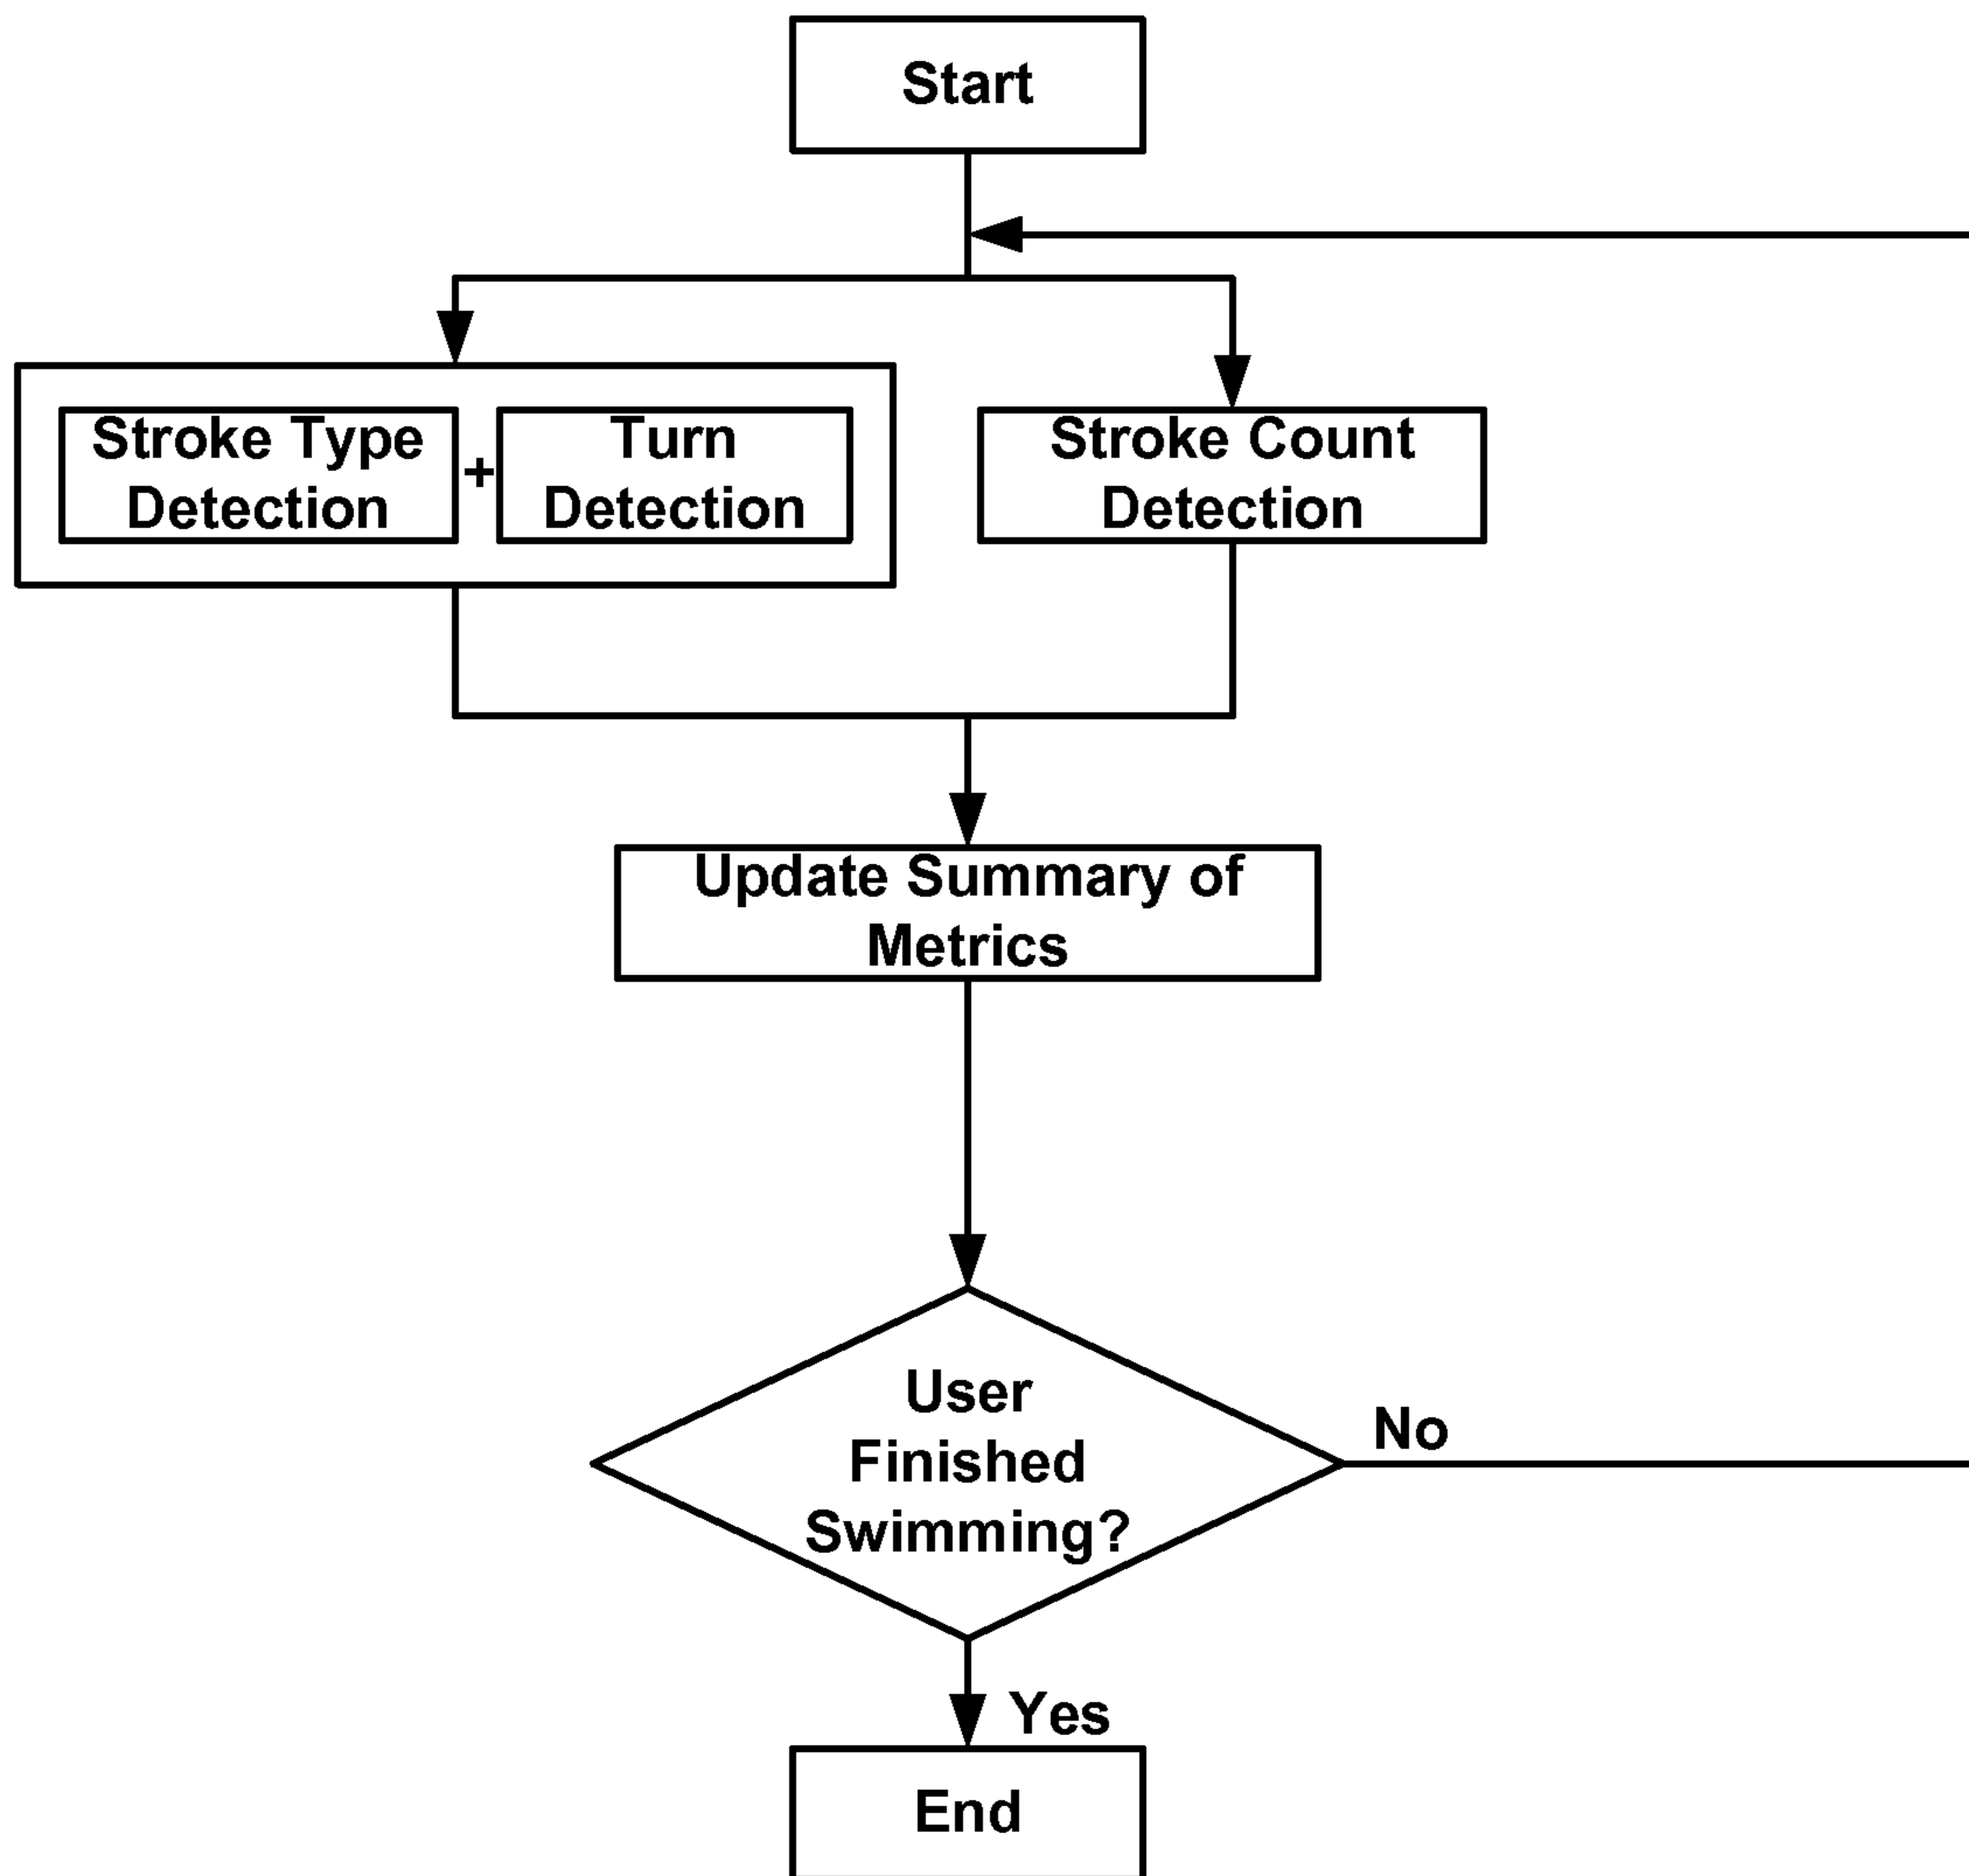 Start
Stroke Type
Detection
+
Turn
Detection
Stroke Count
Detection
Update Summary of
Metrics
User
Finished
Swimming?
No
Yes
End